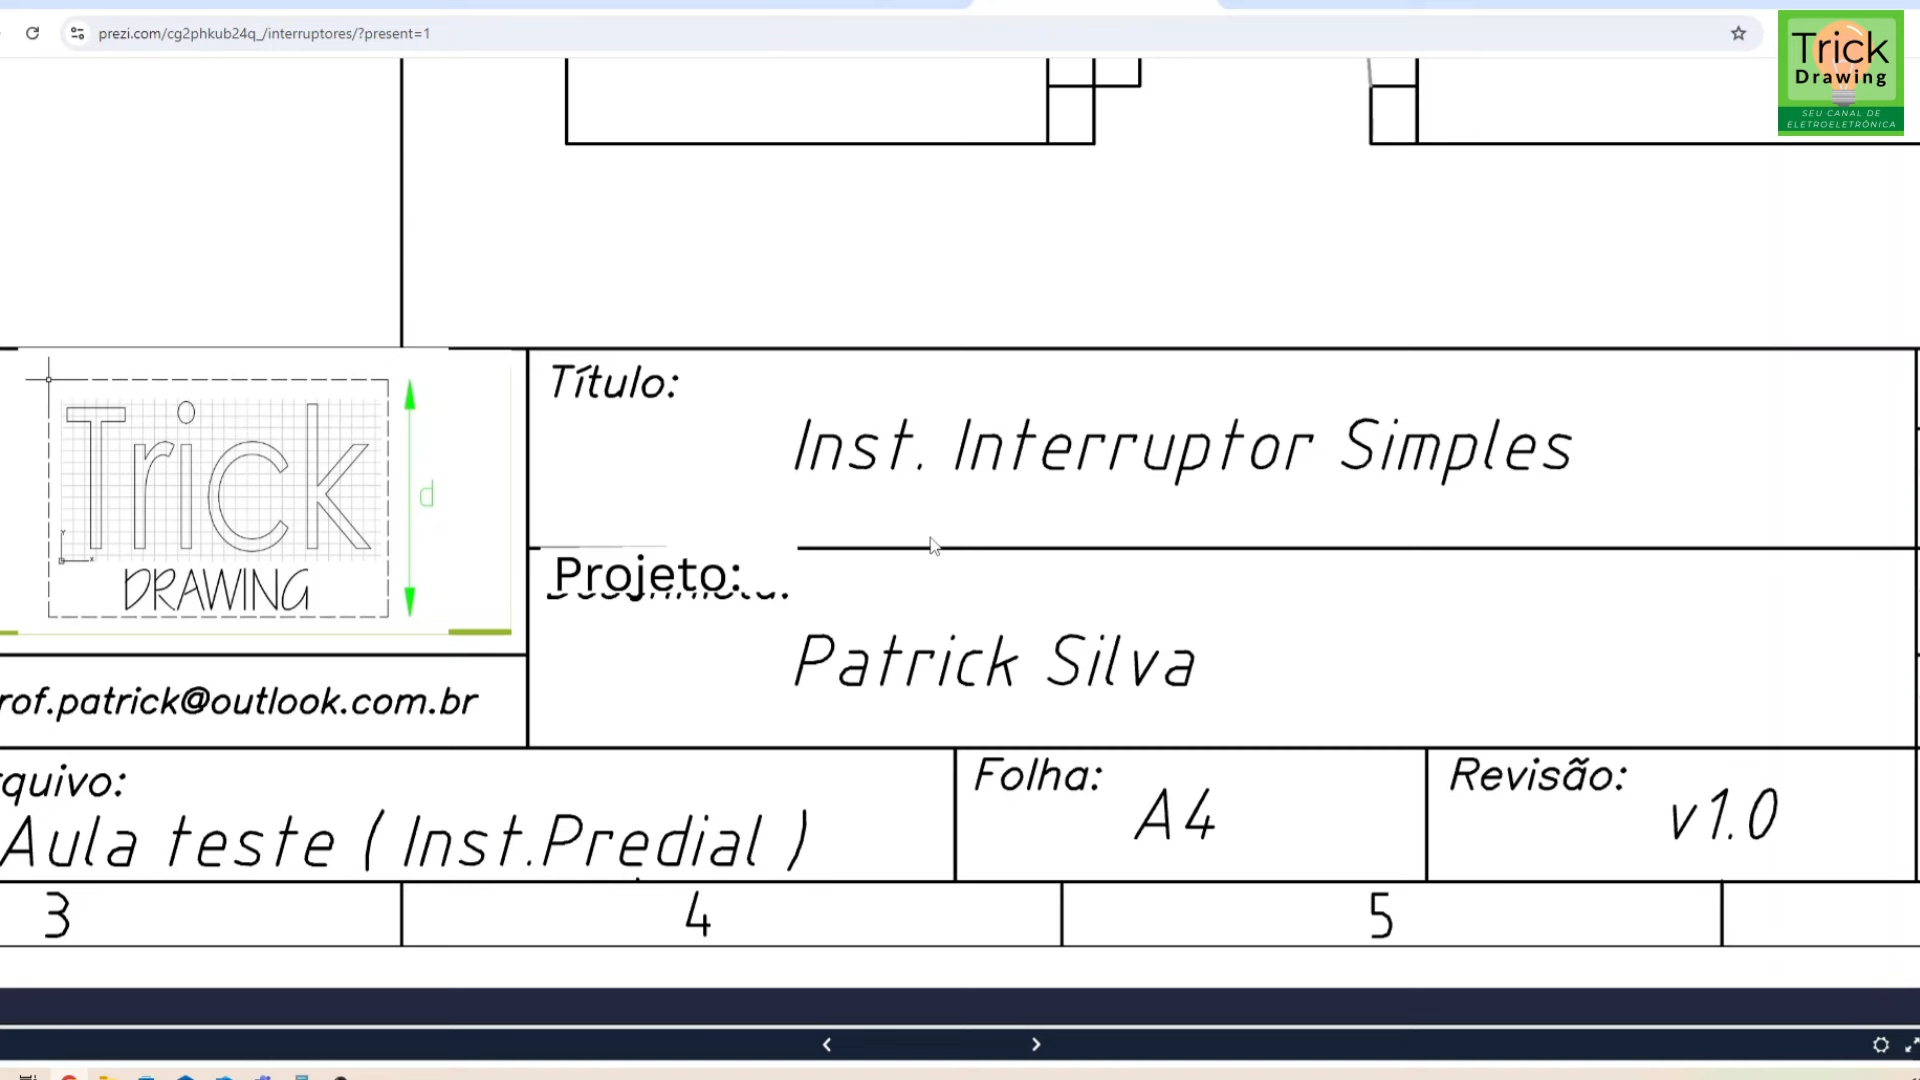 prezi.com/cg2phkub24q_/interruptores/?present=1
Trick
Drawing
SEU CANAL DE
ELETROELETRÔNICA
Título:
Inst. Interruptor Simples
Trick
d
DRAWING
Projeto:
Patrick Silva
rof.patrick@outlook.com.br
quivo:
Aula teste ( Inst.Predial )
Folha:
A4
Revisão:
v1.0
3
4
5